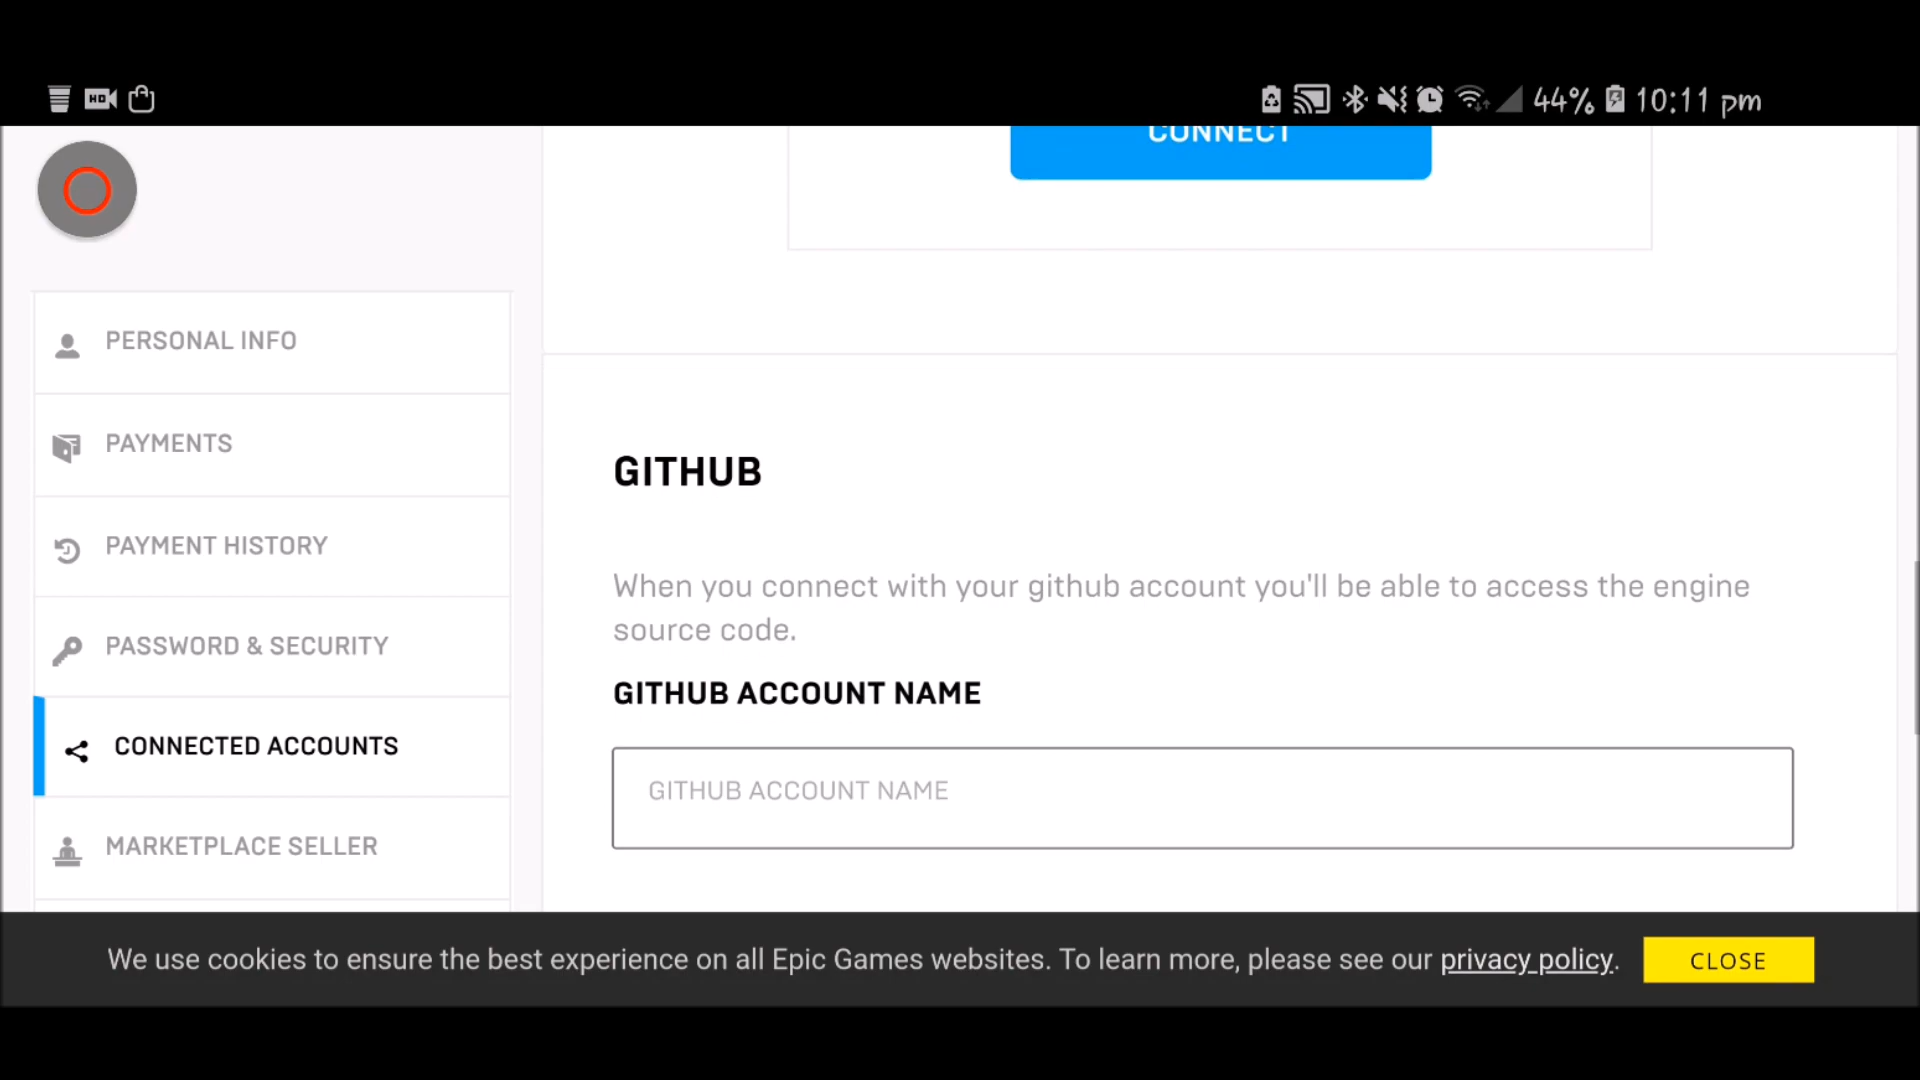 HD
44% 10:11 pm
CONNECT
PERSONAL INFO
PAYMENTS
PAYMENT HISTORY
PASSWORD & SECURITY
CONNECTED ACCOUNTS
MARKETPLACE SELLER
GITHUB
When you connect with your github account you'll be able to access the engine
source code.
GITHUB ACCOUNT NAME
GITHUB ACCOUNT NAME
We use cookies to ensure the best experience on all Epic Games websites. To learn more, please see our privacy policy.
CLOSE